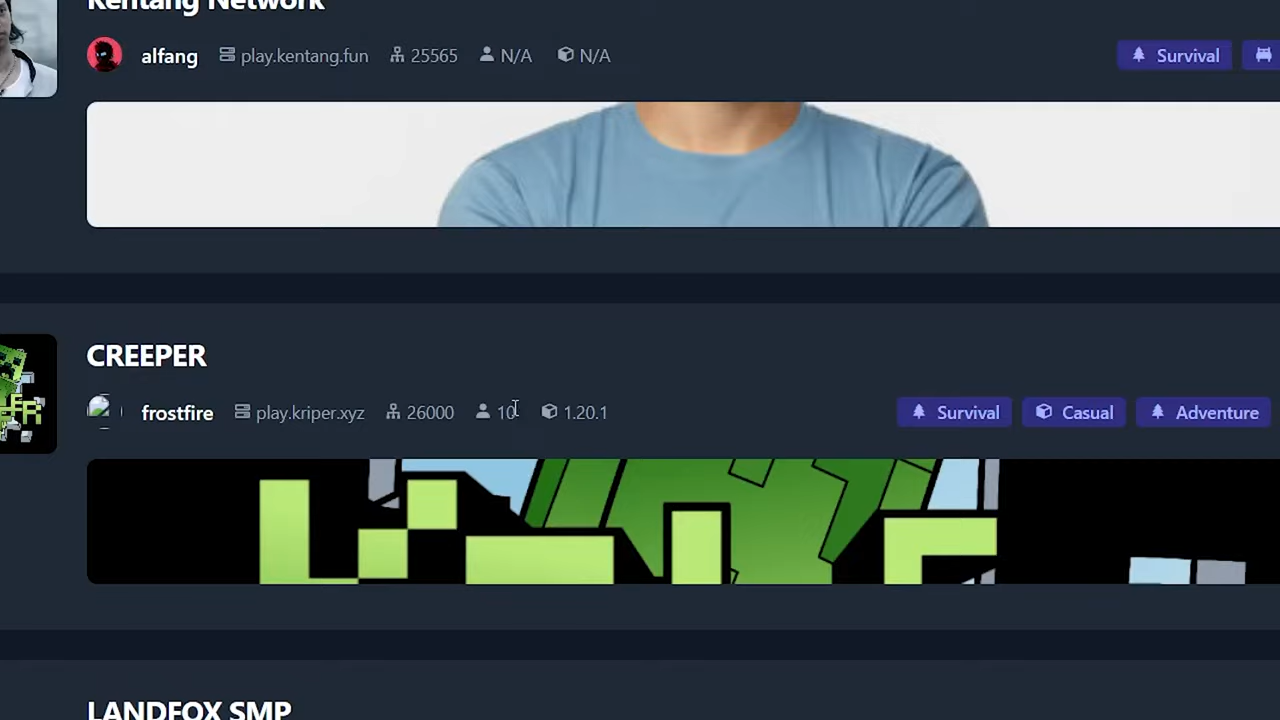 Kentang Network
alfang play.kentang.fun 25565 N/A N/A Survival
CREEPER
frostfire play.kriper.xyz 26000 10 1.20.1 Survival Casual Adventure
LANDFOX SMP